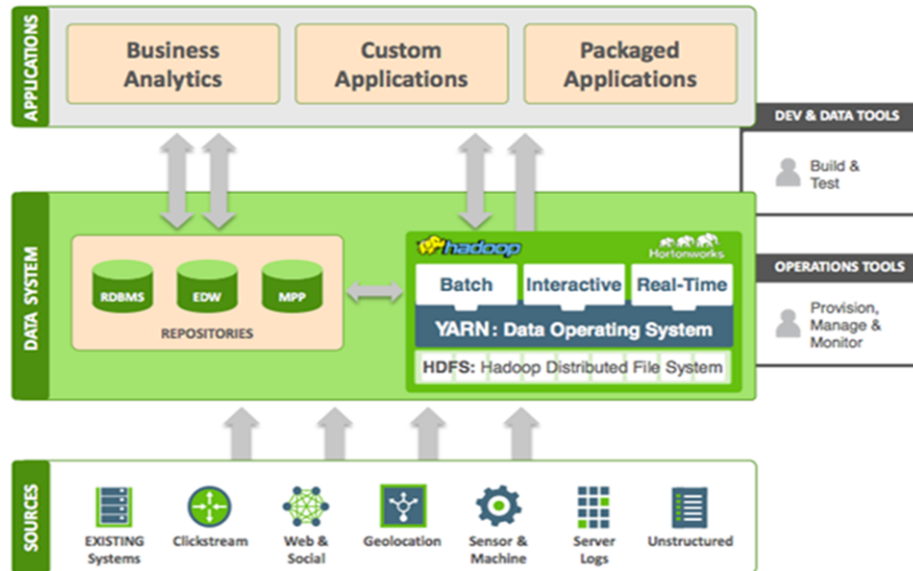 APPLICATIONS
Business
Analytics
Custom
Applications
Packaged
Applications
DEV & DATA TOOLS
Build &
Test
DATA SYSTEM
RDBMS
EDW
MPP
REPOSITORIES
hadoop
Hortonworks
Batch
Interactive
Real-Time
YARN : Data Operating System
HDFS: Hadoop Distributed File System
OPERATIONS TOOLS
Provision,
Manage &
Monitor
SOURCES
EXISTING
Systems
Clickstream
Web &
Social
Geolocation
Sensor &
Machine
Server
Logs
Unstructured